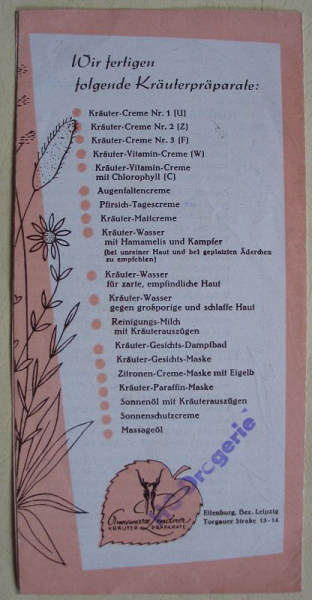 Wir fertigen
folgende Kräuterpräparate:
Kräuter-Creme Nr. 1 (U)
Kräuter-Creme Nr. 2 (Z)
Kräuter-Creme Nr. 3 (F)
Kräuter-Vitamin-Creme (W)
Kräuter-Vitamin-Creme
mit Chlorophyll (C)
Augenfaltencreme
Pfirsich-Tagescreme
Kräuter-Mattcreme
Kräuter-Wasser
mit Hamamelis und Kampfer
(bei unreiner Haut und bei geplatzten Äderchen
zu empfehlen)
Kräuter-Wasser
für zarte, empfindliche Haut
Kräuter-Wasser
gegen großporige und schlaffe Haut
Reinigungs-Milch
mit Kräuterauszügen
Kräuter-Gesichts-Dampfbad
Kräuter-Gesichts-Maske
Zitronen-Creme-Maske mit Eigelb
Kräuter-Paraffin-Maske
Sonnenöl mit Kräuterauszügen
Sonnenschutzcreme
Massageöl
Drogerie
KRÄUTER PRÄPARATE
Eilenburg, Bez. Leipzig
Torgauer Straße 13-14